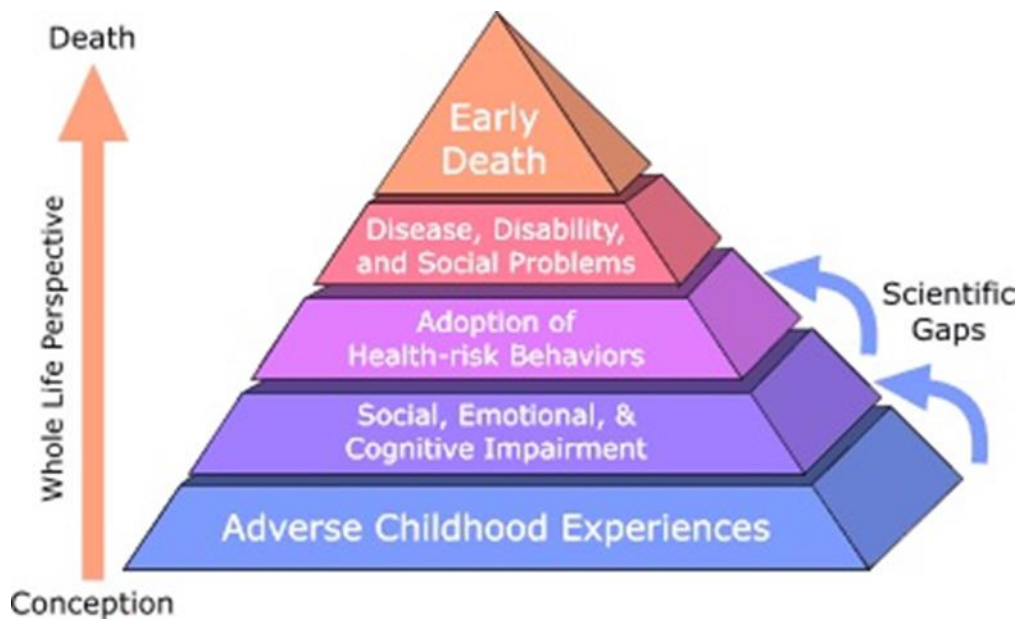 Death
Whole Life Perspective
Conception
Early
Death
Disease, Disability,
and Social Problems
Adoption of
Health-risk Behaviors
Social, Emotional, &
Cognitive Impairment
Adverse Childhood Experiences
Scientific
Gaps